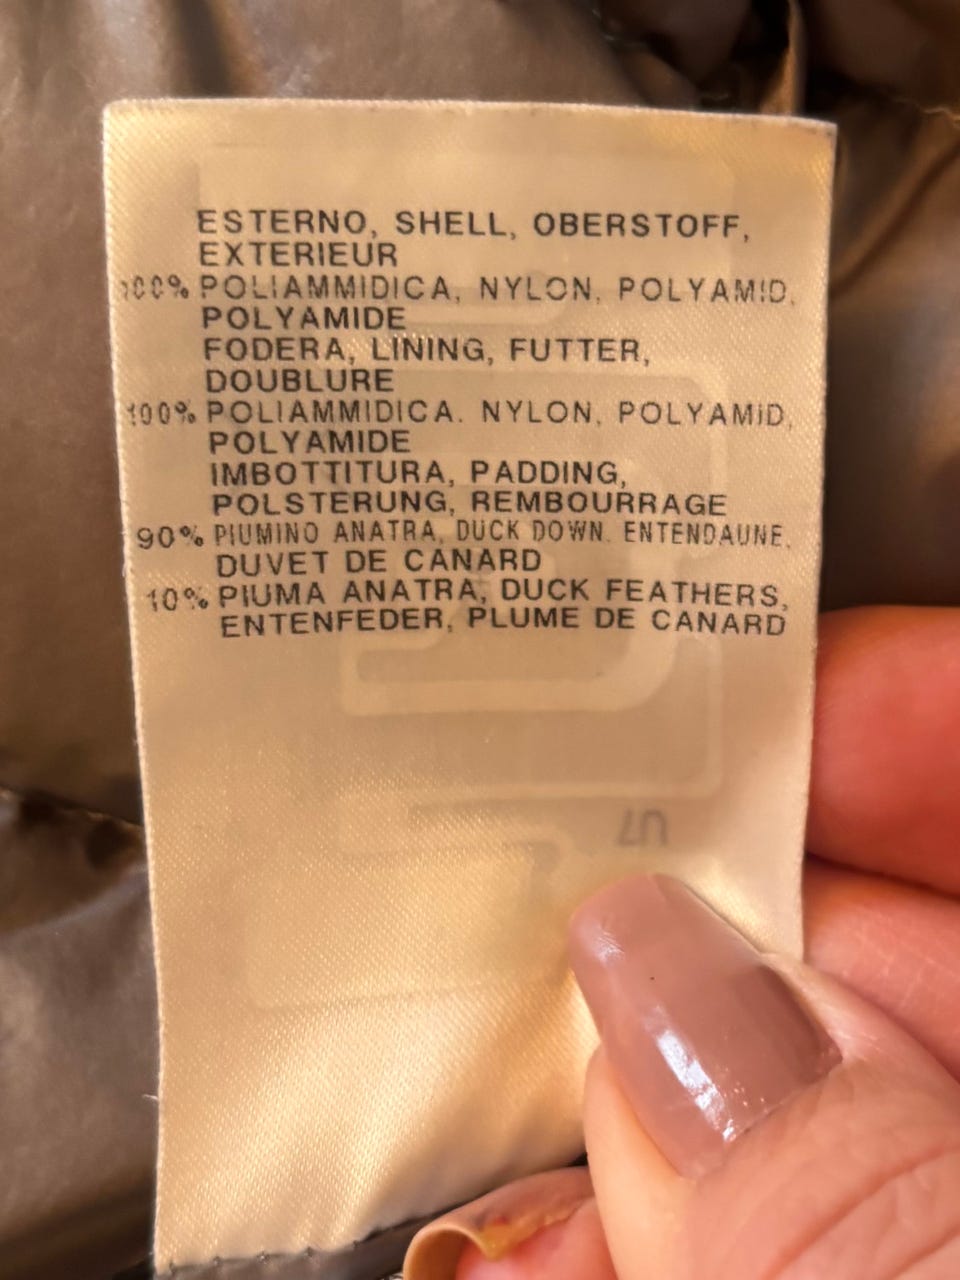 ESTERNO, SHELL, OBERSTOFF,
EXTERIEUR
100% POLIAMMIDICA, NYLON, POLYAMID,
POLYAMIDE
FODERA, LINING, FUTTER,
DOUBLURE
100% POLIAMMIDICA. NYLON, POLYAMID,
POLYAMIDE
IMBOTTITURA, PADDING,
POLSTERUNG, REMBOURRAGE
90% PIUMINO ANATRA, DUCK DOWN. ENTENDAUNE,
DUVET DE CANARD
10% PIUMA ANATRA, DUCK FEATHERS,
ENTENFEDER, PLUME DE CANARD